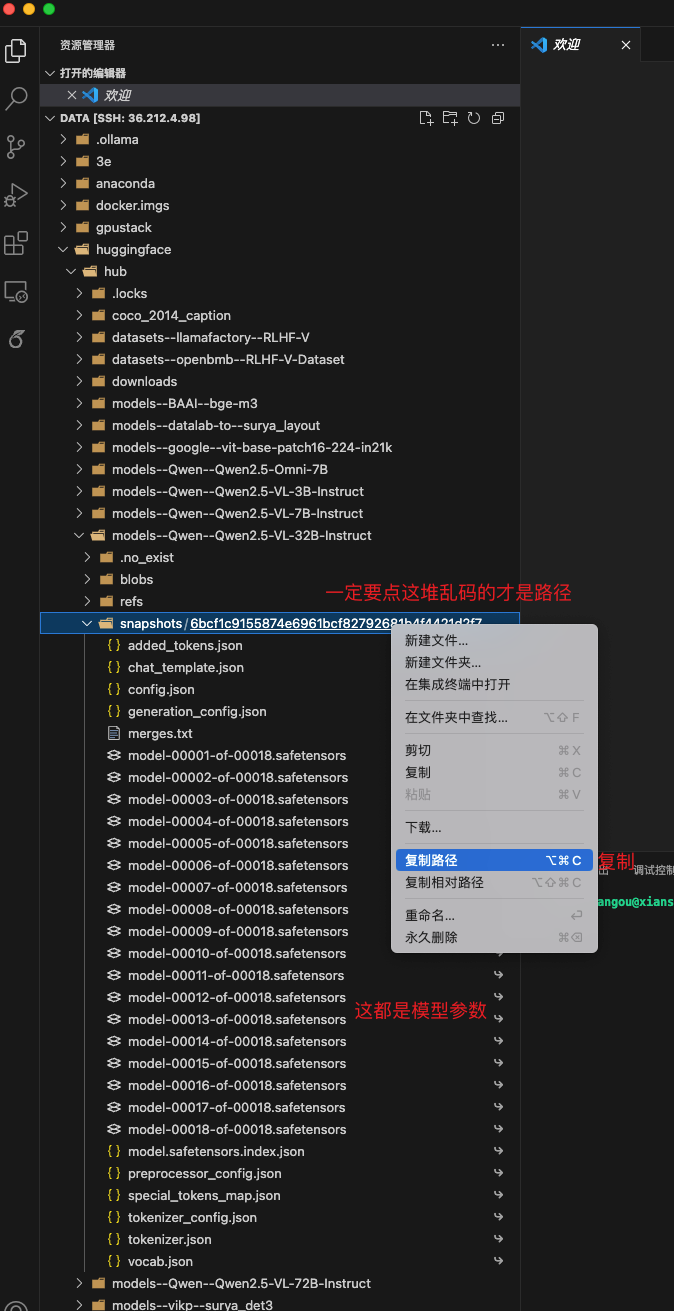 资源管理器
欢迎
打开的编辑器
欢迎
DATA [SSH: 36.212.4.98]
.ollama
3e
anaconda
docker.imgs
gpustack
huggingface
hub
.locks
coco_2014_caption
datasets--llamafactory--RLHF-V
datasets--openbmb--RLHF-V-Dataset
downloads
models--BAAI--bge-m3
models--datalab-to--surya_layout
models--google--vit-base-patch16-224-in21k
models--Qwen--Qwen2.5-Omni-7B
models--Qwen--Qwen2.5-VL-3B-Instruct
models--Qwen--Qwen2.5-VL-7B-Instruct
models--Qwen--Qwen2.5-VL-32B-Instruct
.no_exist
blobs
一定要点这堆乱码的才是路径
refs
snapshots/6bcf1c9155874e6961bcf82792681b4f4421d2f7
added_tokens.json
chat_template.json
config.json
generation_config.json
merges.txt
model-00001-of-00018.safetensors
model-00002-of-00018.safetensors
model-00003-of-00018.safetensors
model-00004-of-00018.safetensors
model-00005-of-00018.safetensors
model-00006-of-00018.safetensors
model-00007-of-00018.safetensors
model-00008-of-00018.safetensors
model-00009-of-00018.safetensors
model-00010-of-00018.safetensors
model-00011-of-00018.safetensors
model-00012-of-00018.safetensors
model-00013-of-00018.safetensors
model-00014-of-00018.safetensors
model-00015-of-00018.safetensors
model-00016-of-00018.safetensors
model-00017-of-00018.safetensors
model-00018-of-00018.safetensors
model.safetensors.index.json
preprocessor_config.json
special_tokens_map.json
tokenizer_config.json
tokenizer.json
vocab.json
models--Qwen--Qwen2.5-VL-72B-Instruct
models--vikp--surya_det3
新建文件...
新建文件夹...
在集成终端中打开
在文件夹中查找... ⌥⇧F
剪切 ⌘X
复制 ⌘C
粘贴 ⌘V
下载...
复制路径 ⌥⌘C
复制相对路径 ⌥⇧⌘C
重命名... ⏎
永久删除 ⌘⌫
复制
出 调试控制
angou@xians
这都是模型参数